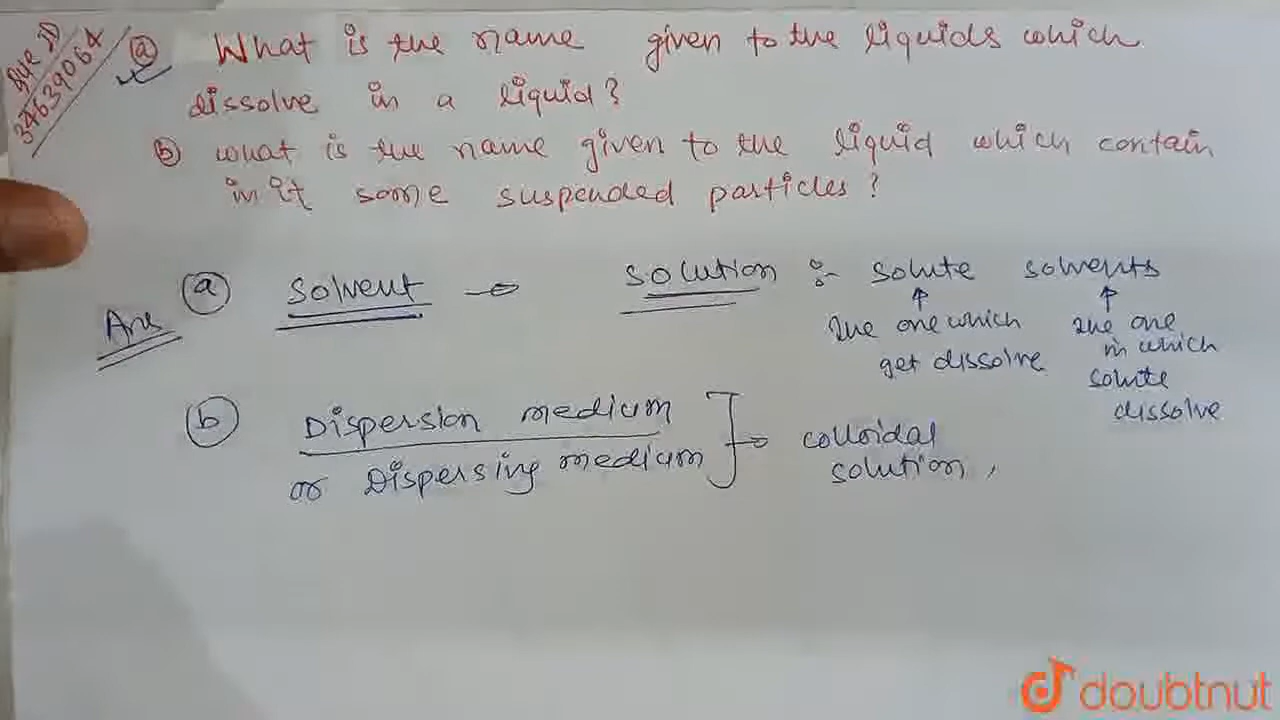 Que ID
34639064
(a) What is the name given to the liquids which
dissolve in a liquid?
(b) what is the name given to the liquid which contain
in it some suspended particles?
Ans
(a) Solvent → solution :- solute solvents
The one which
get dissolve
The one
in which
solute
dissolve
(b) Dispersion medium
or Dispersing medium
→ colloidal
solution,
doubtnut